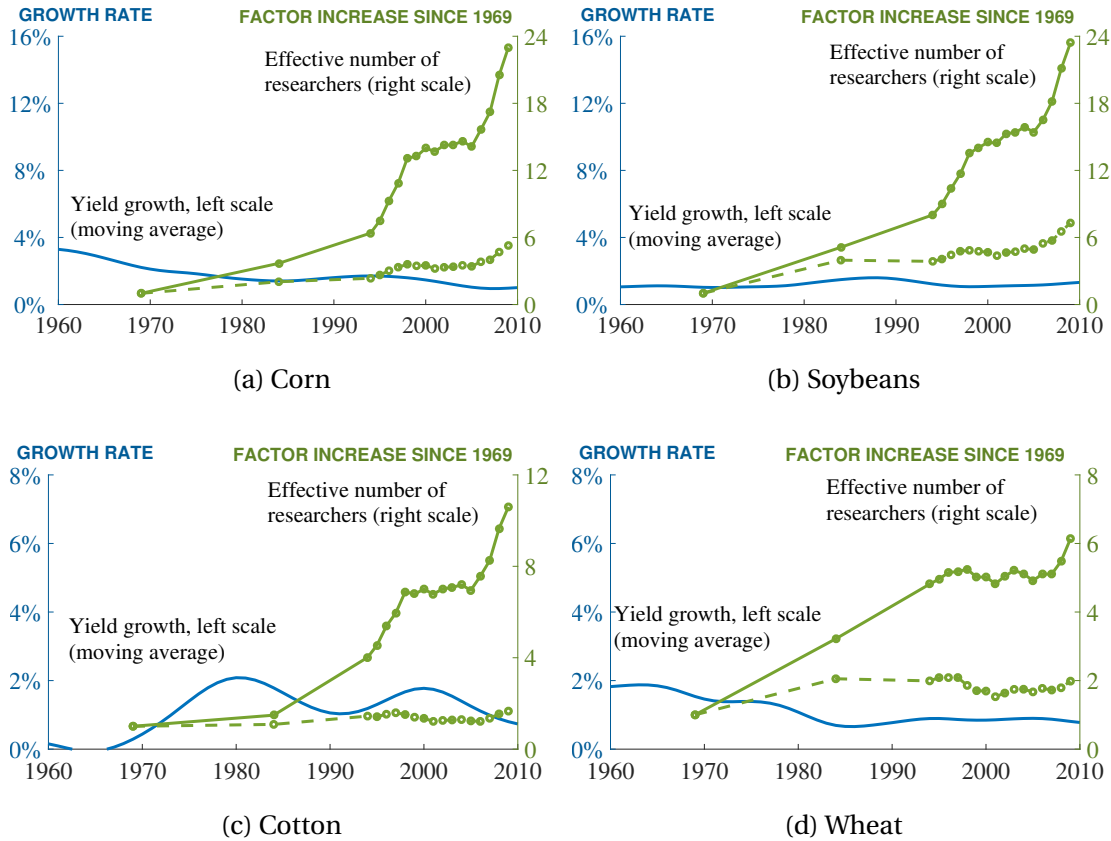 GROWTH RATE FACTOR INCREASE SINCE 1969
16% 24
Effective number of
researchers (right scale)
12% 18
8% 12
Yield growth, left scale
(moving average)
4% 6
0% 0
1960 1970 1980 1990 2000 2010
(a) Corn
GROWTH RATE FACTOR INCREASE SINCE 1969
16% 24
Effective number of
researchers (right scale)
12% 18
8% 12
Yield growth, left scale
(moving average)
4% 6
0% 0
1960 1970 1980 1990 2000 2010
(b) Soybeans
GROWTH RATE FACTOR INCREASE SINCE 1969
8% 12
Effective number of
researchers (right scale)
6%
8
4%
Yield growth, left scale
(moving average)
4
2%
0% 0
1960 1970 1980 1990 2000 2010
(c) Cotton
GROWTH RATE FACTOR INCREASE SINCE 1969
8% 8
Effective number of
researchers (right scale)
6% 6
4% 4
Yield growth, left scale
(moving average)
2% 2
0% 0
1960 1970 1980 1990 2000 2010
(d) Wheat